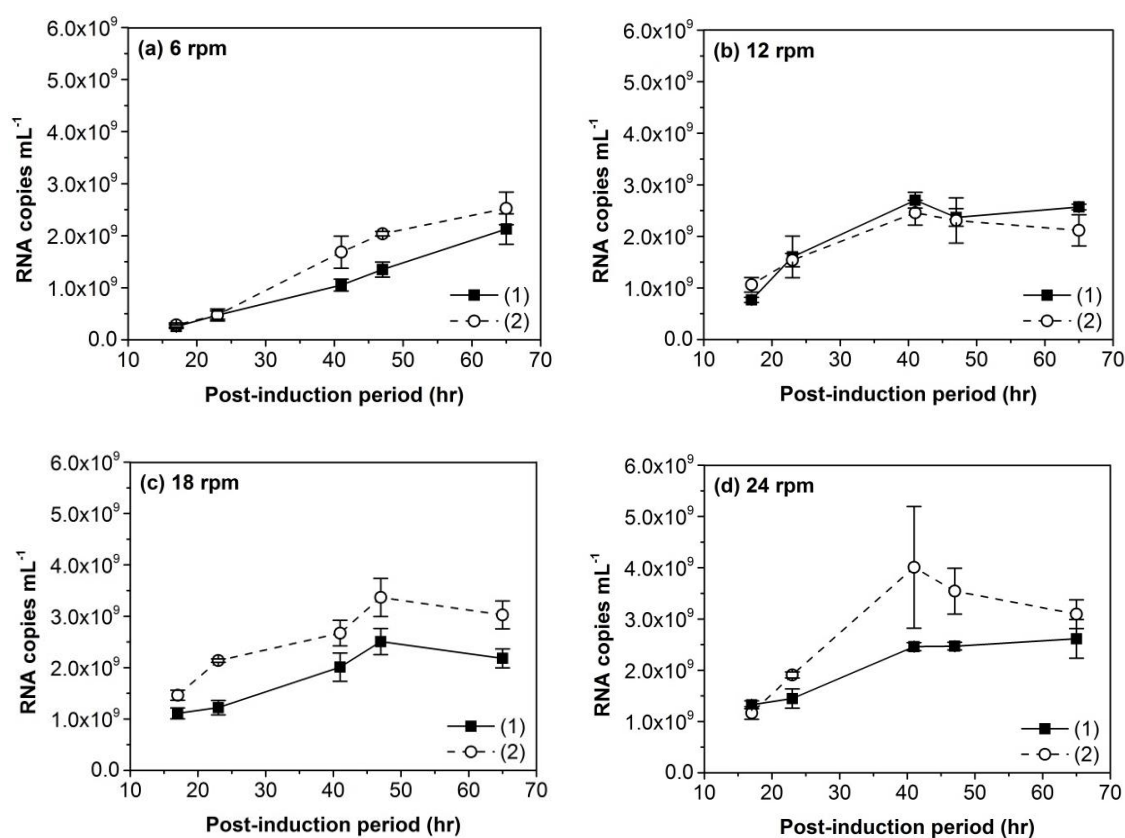 (a) 6 rpm
RNA copies mL⁻¹
6.0x10⁹
5.0x10⁹
4.0x10⁹
3.0x10⁹
2.0x10⁹
1.0x10⁹
0.0
10 20 30 40 50 60 70
Post-induction period (hr)
(1)
(2)
(b) 12 rpm
RNA copies mL⁻¹
6.0x10⁹
5.0x10⁹
4.0x10⁹
3.0x10⁹
2.0x10⁹
1.0x10⁹
0.0
10 20 30 40 50 60 70
Post-induction period (hr)
(1)
(2)
(c) 18 rpm
RNA copies mL⁻¹
6.0x10⁹
5.0x10⁹
4.0x10⁹
3.0x10⁹
2.0x10⁹
1.0x10⁹
0.0
10 20 30 40 50 60 70
Post-induction period (hr)
(1)
(2)
(d) 24 rpm
RNA copies mL⁻¹
6.0x10⁹
5.0x10⁹
4.0x10⁹
3.0x10⁹
2.0x10⁹
1.0x10⁹
0.0
10 20 30 40 50 60 70
Post-induction period (hr)
(1)
(2)